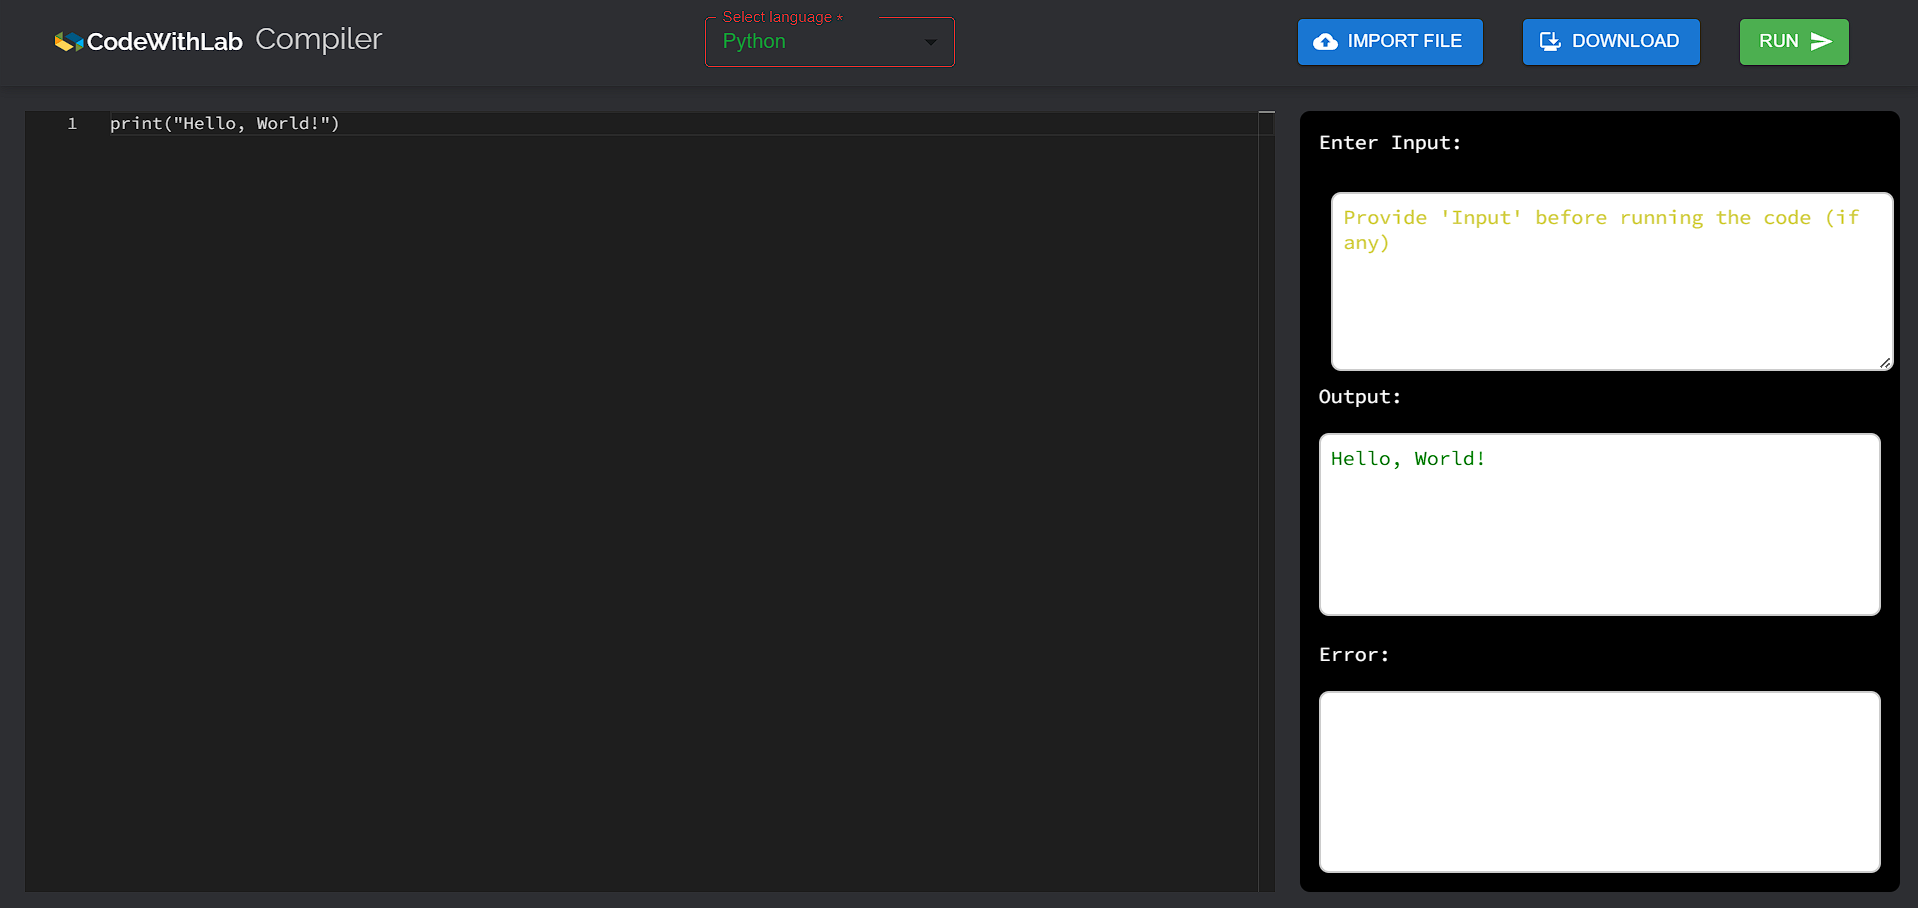 CodeWithLab Compiler
Select language *
Python
IMPORT FILE
DOWNLOAD
RUN
1 print("Hello, World!")
Enter Input:
Provide 'Input' before running the code (if
any)
Output:
Hello, World!
Error: